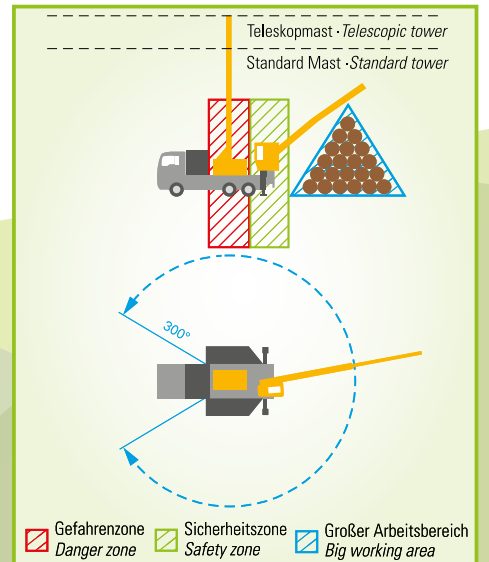 Teleskopmast · Telescopic tower
Standard Mast · Standard tower
300°
Gefahrenzone
Danger zone
Sicherheitszone
Safety zone
Großer Arbeitsbereich
Big working area